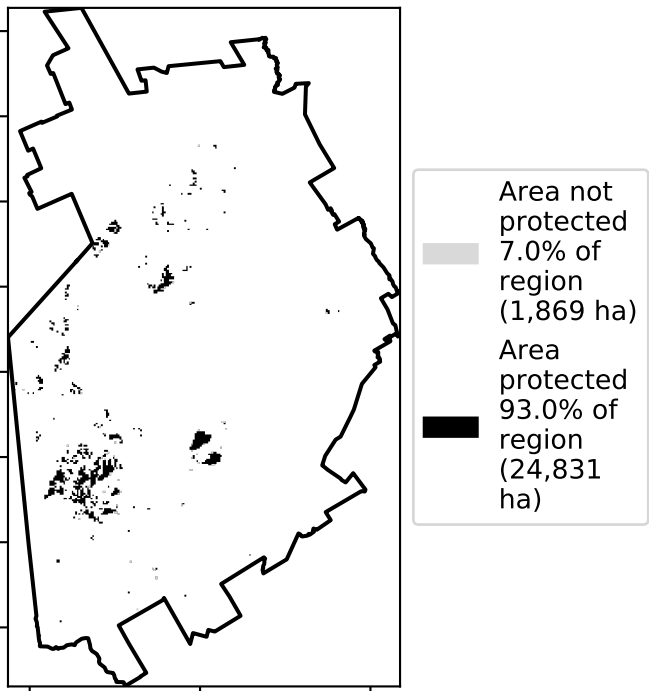 Area not
protected
7.0% of
region
(1,869 ha)
Area
protected
93.0% of
region
(24,831
ha)